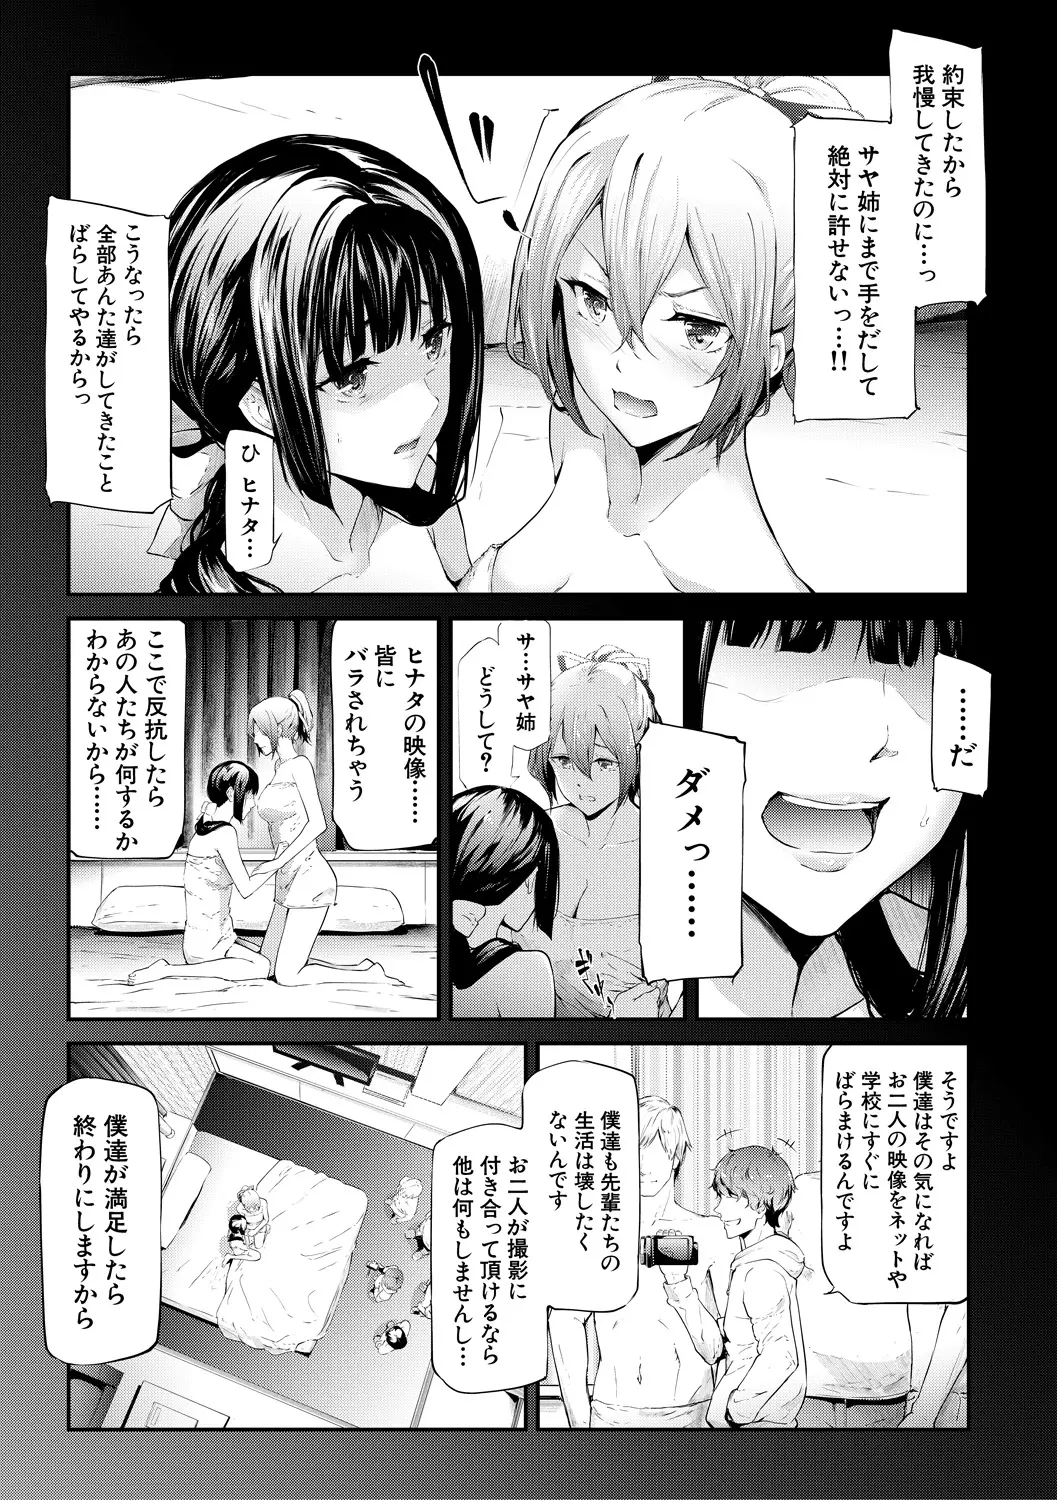 約束したから
我慢してきたのに…っ
サヤ姉にまで手をだして
絶対に許せないっ…!!
こうなったら
全部あんた達がしてきたこと
ばらしてやるからっ
ひ ヒナタ…
……だ
ダメっ……
サ…サヤ姉
どうして?
ヒナタの映像……
皆に
バラされちゃう
ここで反抗したら
あの人たちが何するか
わからないから……
そうですよ
僕達はその気になれば
お二人の映像をネットや
学校にすぐに
ばらまけるんですよ
僕達も先輩たちの
生活は壊したく
ないんです
お二人が撮影に
付き合って頂けるなら
他は何もしませんし…
僕達が満足したら
終わりにしますから